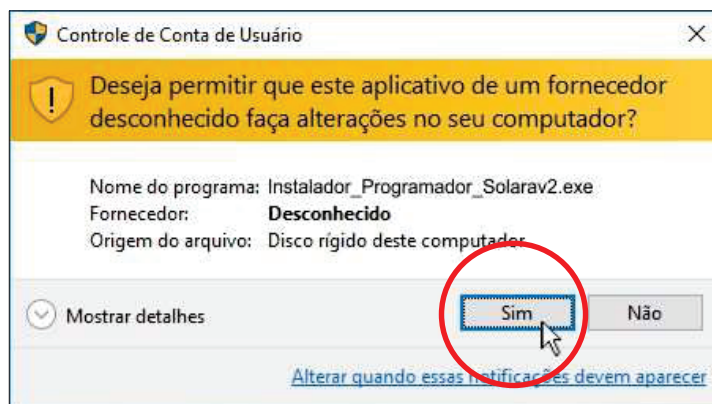 Controle de Conta de Usuário
Deseja permitir que este aplicativo de um fornecedor
desconhecido faça alterações no seu computador?
Nome do programa: Instalador_Programador_Solarav2.exe
Fornecedor: Desconhecido
Origem do arquivo: Disco rígido deste computador
Mostrar detalhes
Sim
Não
Alterar quando essas notificações devem aparecer